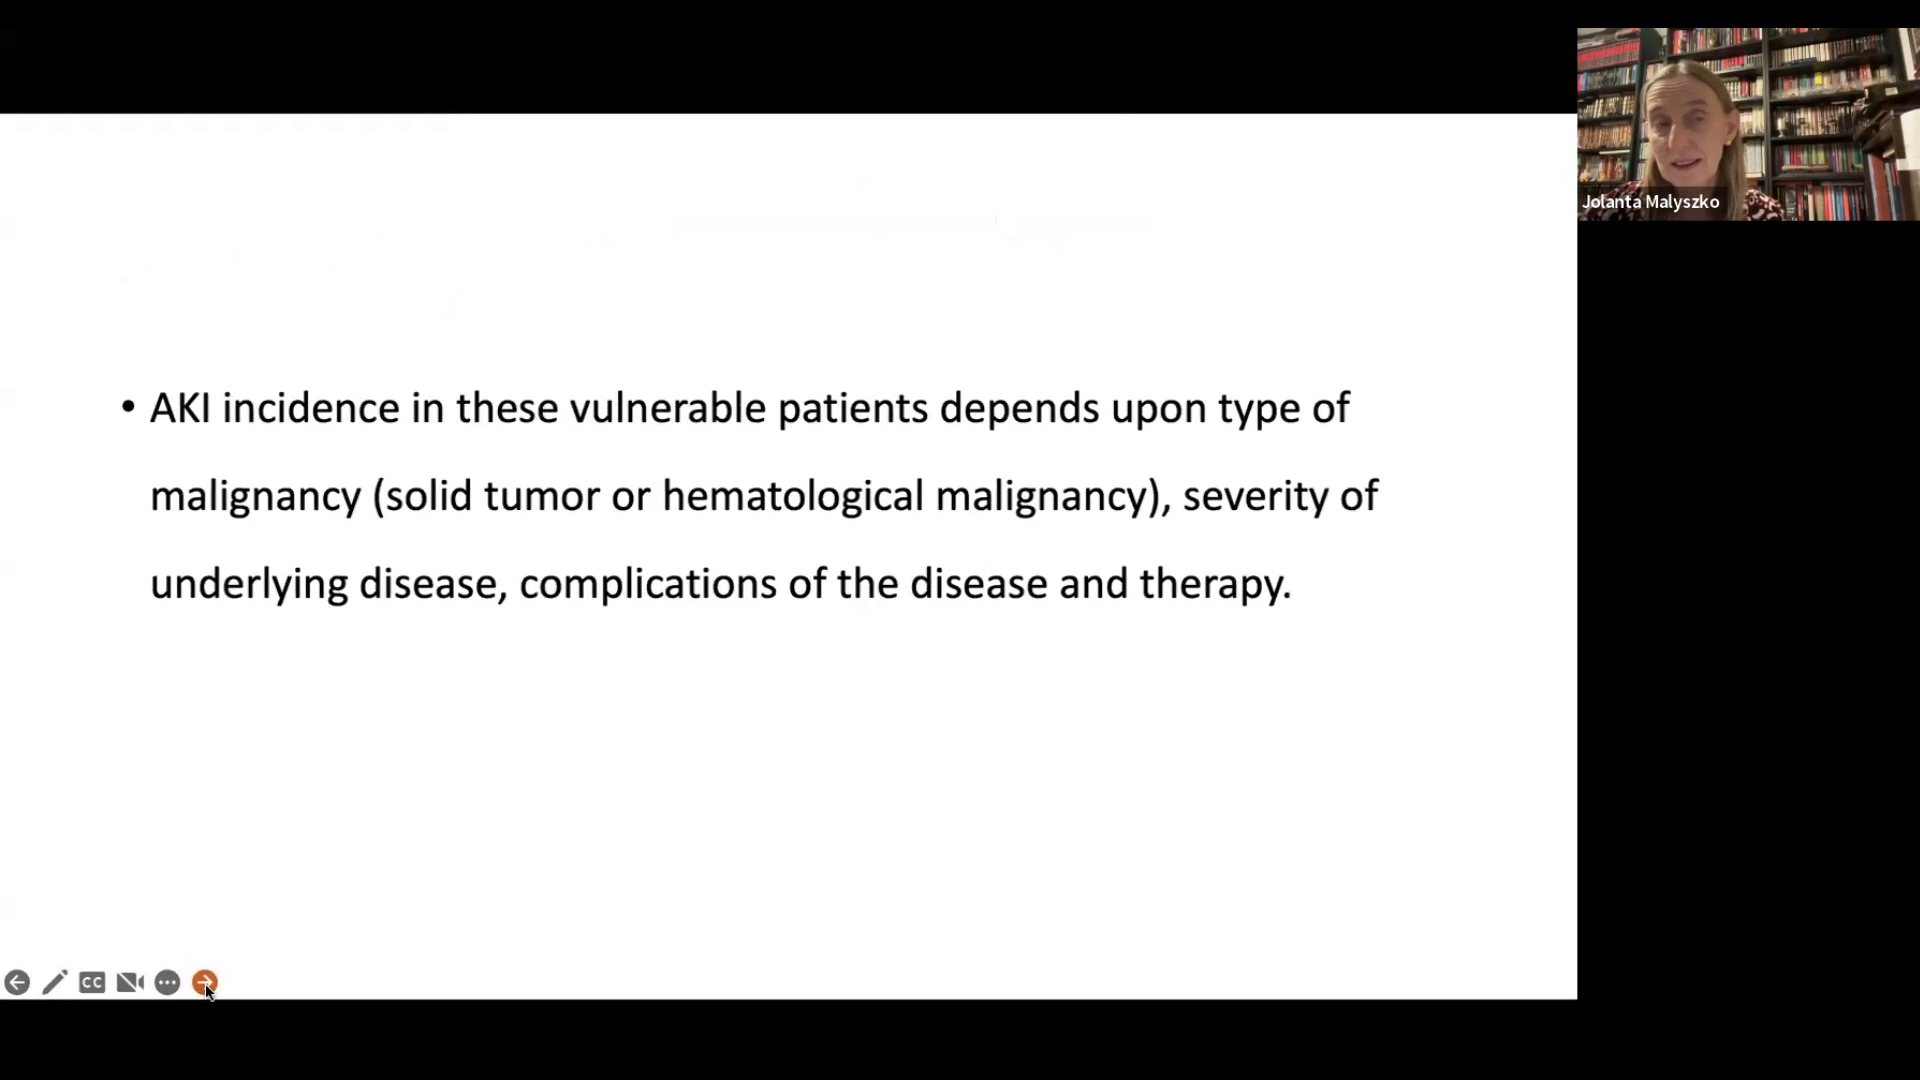 • AKI incidence in these vulnerable patients depends upon type of
malignancy (solid tumor or hematological malignancy), severity of
underlying disease, complications of the disease and therapy.
Jolanta Malyszko
CC